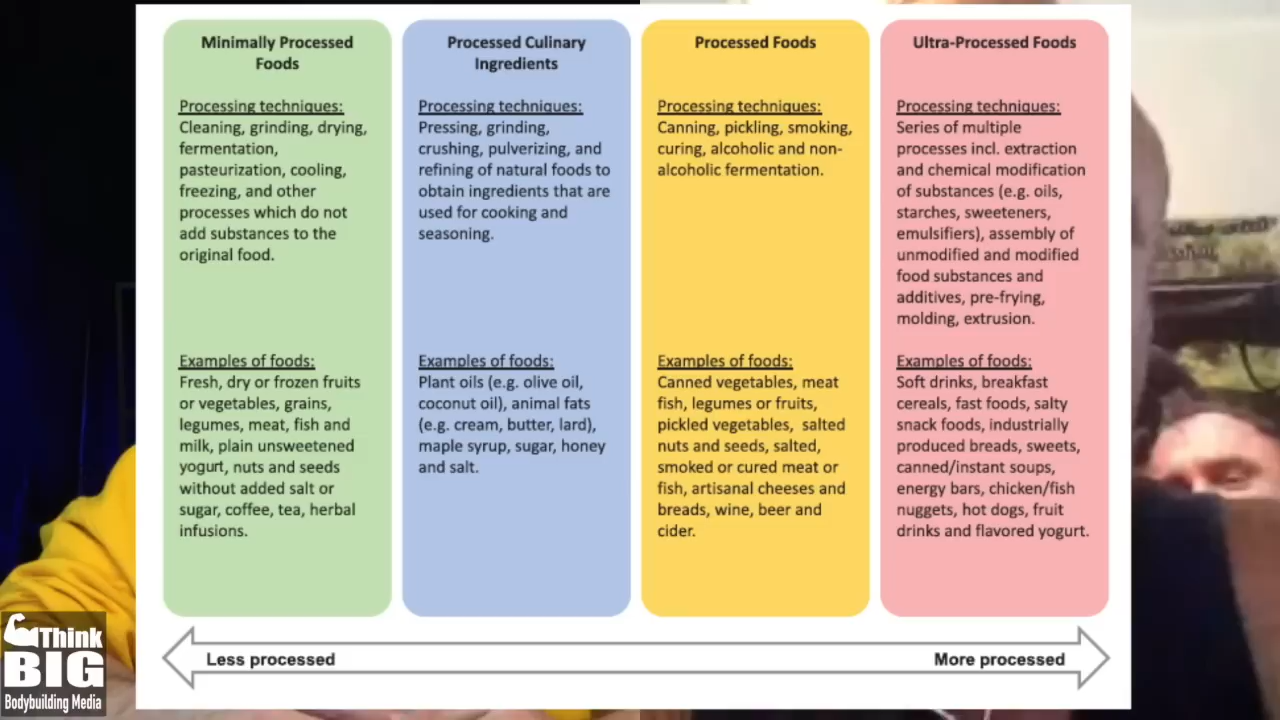 Minimally Processed
Foods
Processing techniques:
Cleaning, grinding, drying,
fermentation,
pasteurization, cooling,
freezing, and other
processes which do not
add substances to the
original food.
Examples of foods:
Fresh, dry or frozen fruits
or vegetables, grains,
legumes, meat, fish and
milk, plain unsweetened
yogurt, nuts and seeds
without added salt or
sugar, coffee, tea, herbal
infusions.
Processed Culinary
Ingredients
Processing techniques:
Pressing, grinding,
crushing, pulverizing, and
refining of natural foods to
obtain ingredients that are
used for cooking and
seasoning.
Examples of foods:
Plant oils (e.g. olive oil,
coconut oil), animal fats
(e.g. cream, butter, lard),
maple syrup, sugar, honey
and salt.
Processed Foods
Processing techniques:
Canning, pickling, smoking,
curing, alcoholic and non-
alcoholic fermentation.
Examples of foods:
Canned vegetables, meat
fish, legumes or fruits,
pickled vegetables, salted
nuts and seeds, salted,
smoked or cured meat or
fish, artisanal cheeses and
breads, wine, beer and
cider.
Ultra-Processed Foods
Processing techniques:
Series of multiple
processes incl. extraction
and chemical modification
of substances (e.g. oils,
starches, sweeteners,
emulsifiers), assembly of
unmodified and modified
food substances and
additives, pre-frying,
molding, extrusion.
Examples of foods:
Soft drinks, breakfast
cereals, fast foods, salty
snack foods, industrially
produced breads, sweets,
canned/instant soups,
energy bars, chicken/fish
nuggets, hot dogs, fruit
drinks and flavored yogurt.
Less processed
More processed
Think
BIG
Bodybuilding Media